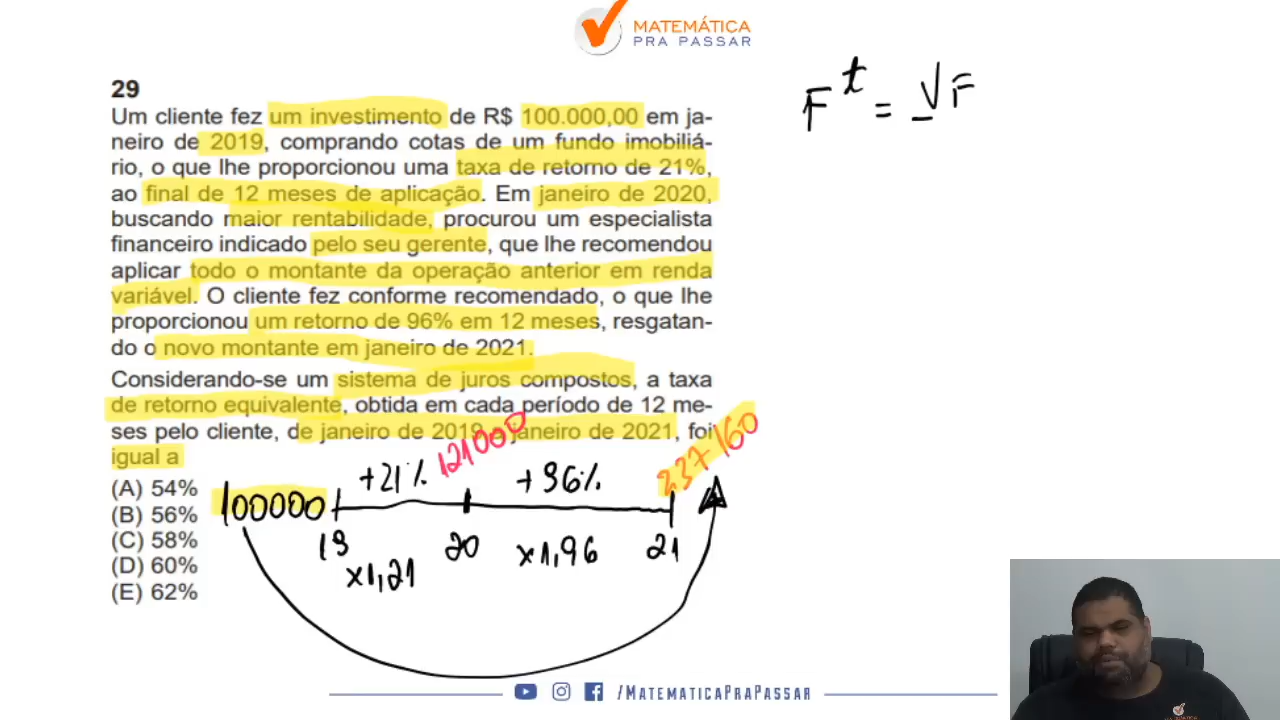 MATEMÁTICA
PRA PASSAR
29
Um cliente fez um investimento de R$ 100.000,00 em ja-
neiro de 2019, comprando cotas de um fundo imobiliá-
rio, o que lhe proporcionou uma taxa de retorno de 21%,
ao final de 12 meses de aplicação. Em janeiro de 2020,
buscando maior rentabilidade, procurou um especialista
financeiro indicado pelo seu gerente, que lhe recomendou
aplicar todo o montante da operação anterior em renda
variável. O cliente fez conforme recomendado, o que lhe
proporcionou um retorno de 96% em 12 meses, resgatan-
do o novo montante em janeiro de 2021.
Considerando-se um sistema de juros compostos, a taxa
de retorno equivalente, obtida em cada período de 12 me-
ses pelo cliente, de janeiro de 2019 a janeiro de 2021, foi
igual a
(A) 54%
(B) 56%
(C) 58%
(D) 60%
(E) 62%
F^t = VF
+21% 121000 +96% 237160
100000
19 20 21
×1,21 ×1,96
/MATEMATICAPRAPASSAR